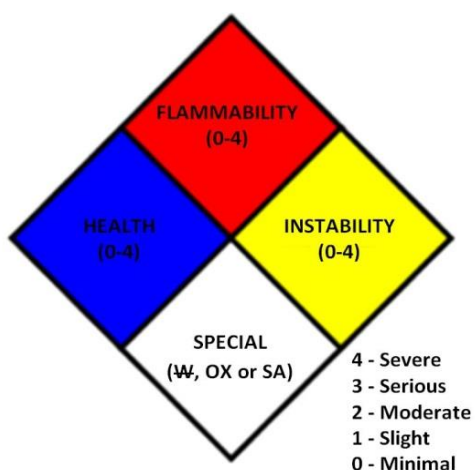 FLAMMABILITY
(0-4)
HEALTH
(0-4)
INSTABILITY
(0-4)
SPECIAL
(W̶, OX or SA)
4 - Severe
3 - Serious
2 - Moderate
1 - Slight
0 - Minimal